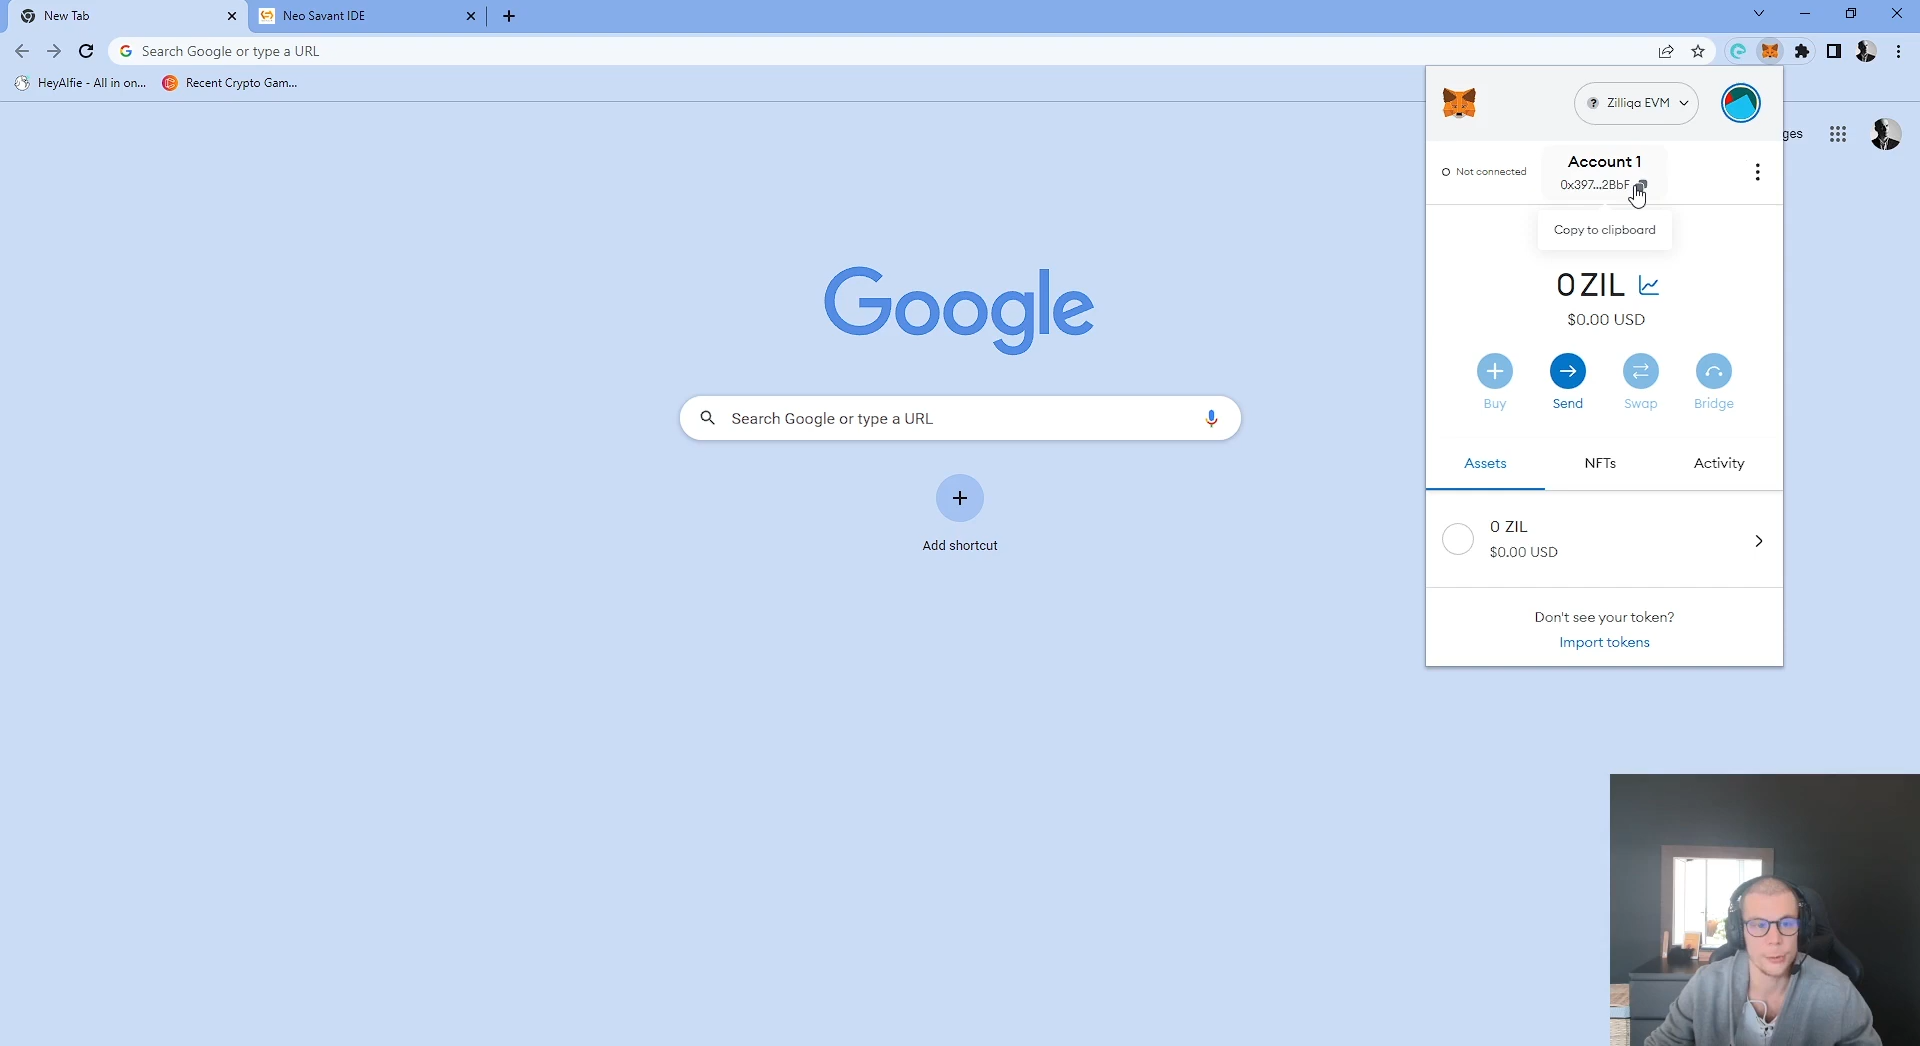 New Tab
Neo Savant IDE
Search Google or type a URL
HeyAlfie - All in on...
Recent Crypto Gam...
Zilliqa EVM
ges
Not connected
Account 1
0x397...2BbF
Copy to clipboard
0 ZIL
$0.00 USD
Buy
Send
Swap
Bridge
Assets
NFTs
Activity
0 ZIL
$0.00 USD
Don't see your token?
Import tokens
Google
Search Google or type a URL
Add shortcut